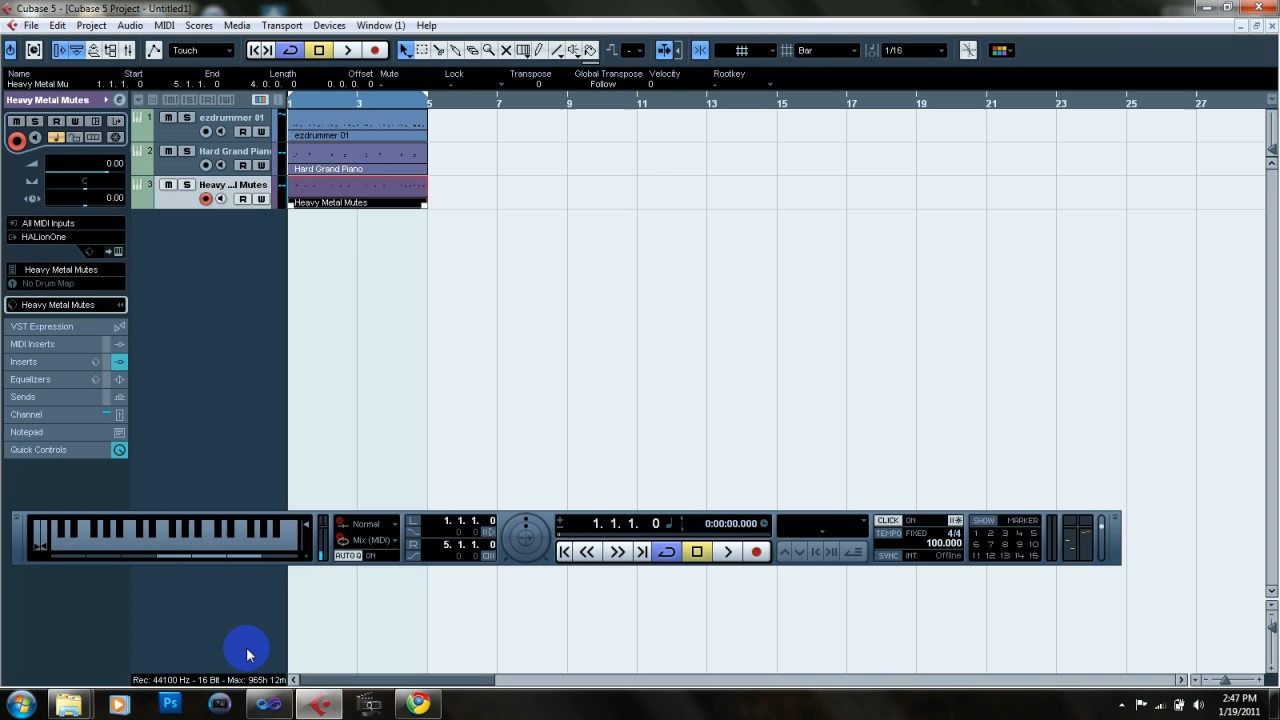 Cubase 5 - [Cubase 5 Project - Untitled1]
File Edit Project Audio MIDI Scores Media Transport Devices Window (1) Help
Touch Bar 1/16
Name Start End Length Offset Mute Lock Transpose Global Transpose Velocity Rootkey
Heavy Metal Mu 1. 1. 1. 0 5. 1. 1. 0 4. 0. 0. 0 0. 0. 0. 0 - - 0 Follow 0 -
Heavy Metal Mutes
1 3 5 7 9 11 13 15 17 19 21 23 25 27
M S R W
1 M S ezdrummer 01
R W
ezdrummer 01
0.00
2 M S Hard Grand Piano
R W
Hard Grand Piano
C
3 M S Heavy ...l Mutes
0.00
R W
Heavy Metal Mutes
All MIDI Inputs
HALionOne
Heavy Metal Mutes
No Drum Map
Heavy Metal Mutes
VST Expression
MIDI Inserts
Inserts
Equalizers
Sends
Channel
Notepad
Quick Controls
Normal
Mix (MIDI)
AUTO Q ON
L 1. 1. 1. 0
0. 0
R 5. 1. 1. 0
0. 0
1. 1. 1. 0 0:00:00.000
CLICK ON
TEMPO FIXED 4/4
100.000
SYNC INT. Offline
SHOW MARKER
1 2 3 4 5
6 7 8 9 10
11 12 13 14 15
Rec: 44100 Hz - 16 Bit - Max: 965h 12m
Ps
2:47 PM
1/19/2011